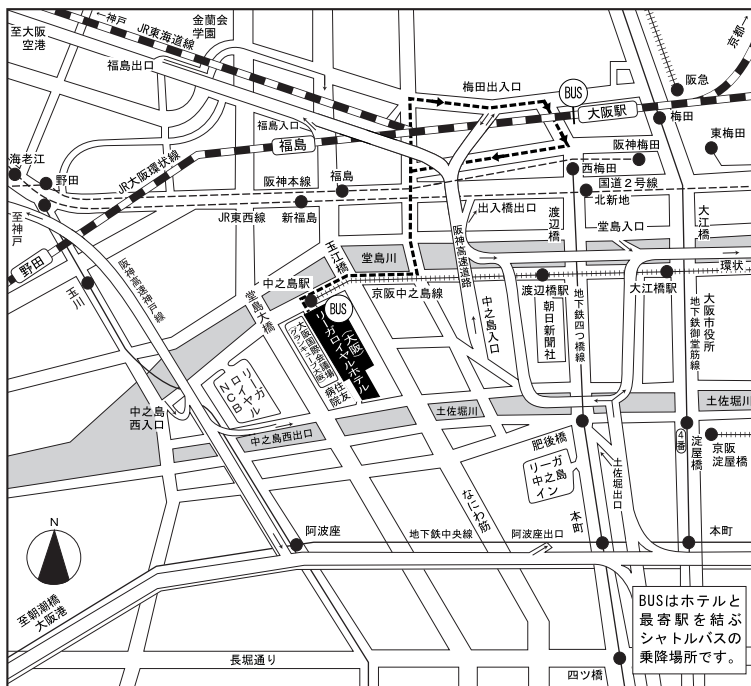 ←神戸
JR東海道線
金蘭会
学園
至大阪
空港
福島出口
梅田出入口
BUS
京都→
阪急
大阪駅
梅田
福島入口
福島
海老江
野田
JR大阪環状線
阪神本線
福島
西梅田
阪神梅田
東梅田
国道2号線
北新地
JR東西線
新福島
至神戸
野田
出入橋出口
渡辺橋
堂島入口
大江橋
玉江橋
堂島川
阪神高速道路
環状
玉川
阪神高速神戸線
堂島大橋
中之島駅
BUS
京阪中之島線
中之島入口
渡辺橋駅
朝日新聞社
地下鉄四つ橋線
大江橋駅
大阪市役所
地下鉄御堂筋線
大阪
リーガロイヤルホテル
大阪国際会議場
グランキューブ大阪
住友
病院
リーガ
ロイヤル
NCB
中之島
西入口
中之島西出口
土佐堀川
土佐堀川
肥後橋
リーガ
中之島
イン
土佐堀出口
4番
淀屋橋
京阪
淀屋橋
なにわ筋
本町
N
阿波座
地下鉄中央線
阿波座出口
本町
至朝潮橋
大阪港
長堀通り
四ツ橋
BUSはホテルと
最寄駅を結ぶ
シャトルバスの
乗降場所です。